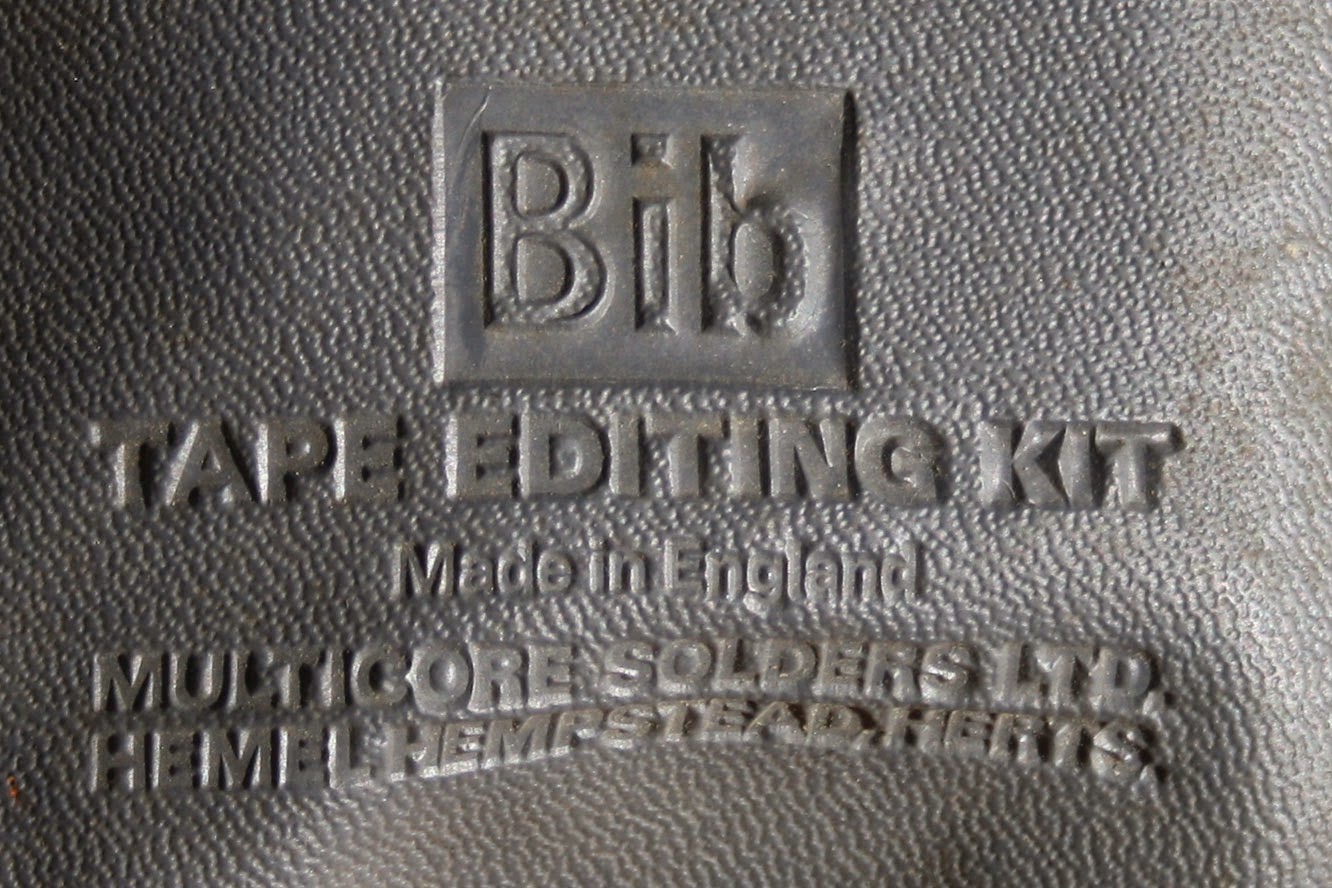 Bib
TAPE EDITING KIT
Made in England
MULTICORE SOLDERS LTD,
HEMEL HEMPSTEAD, HERTS.